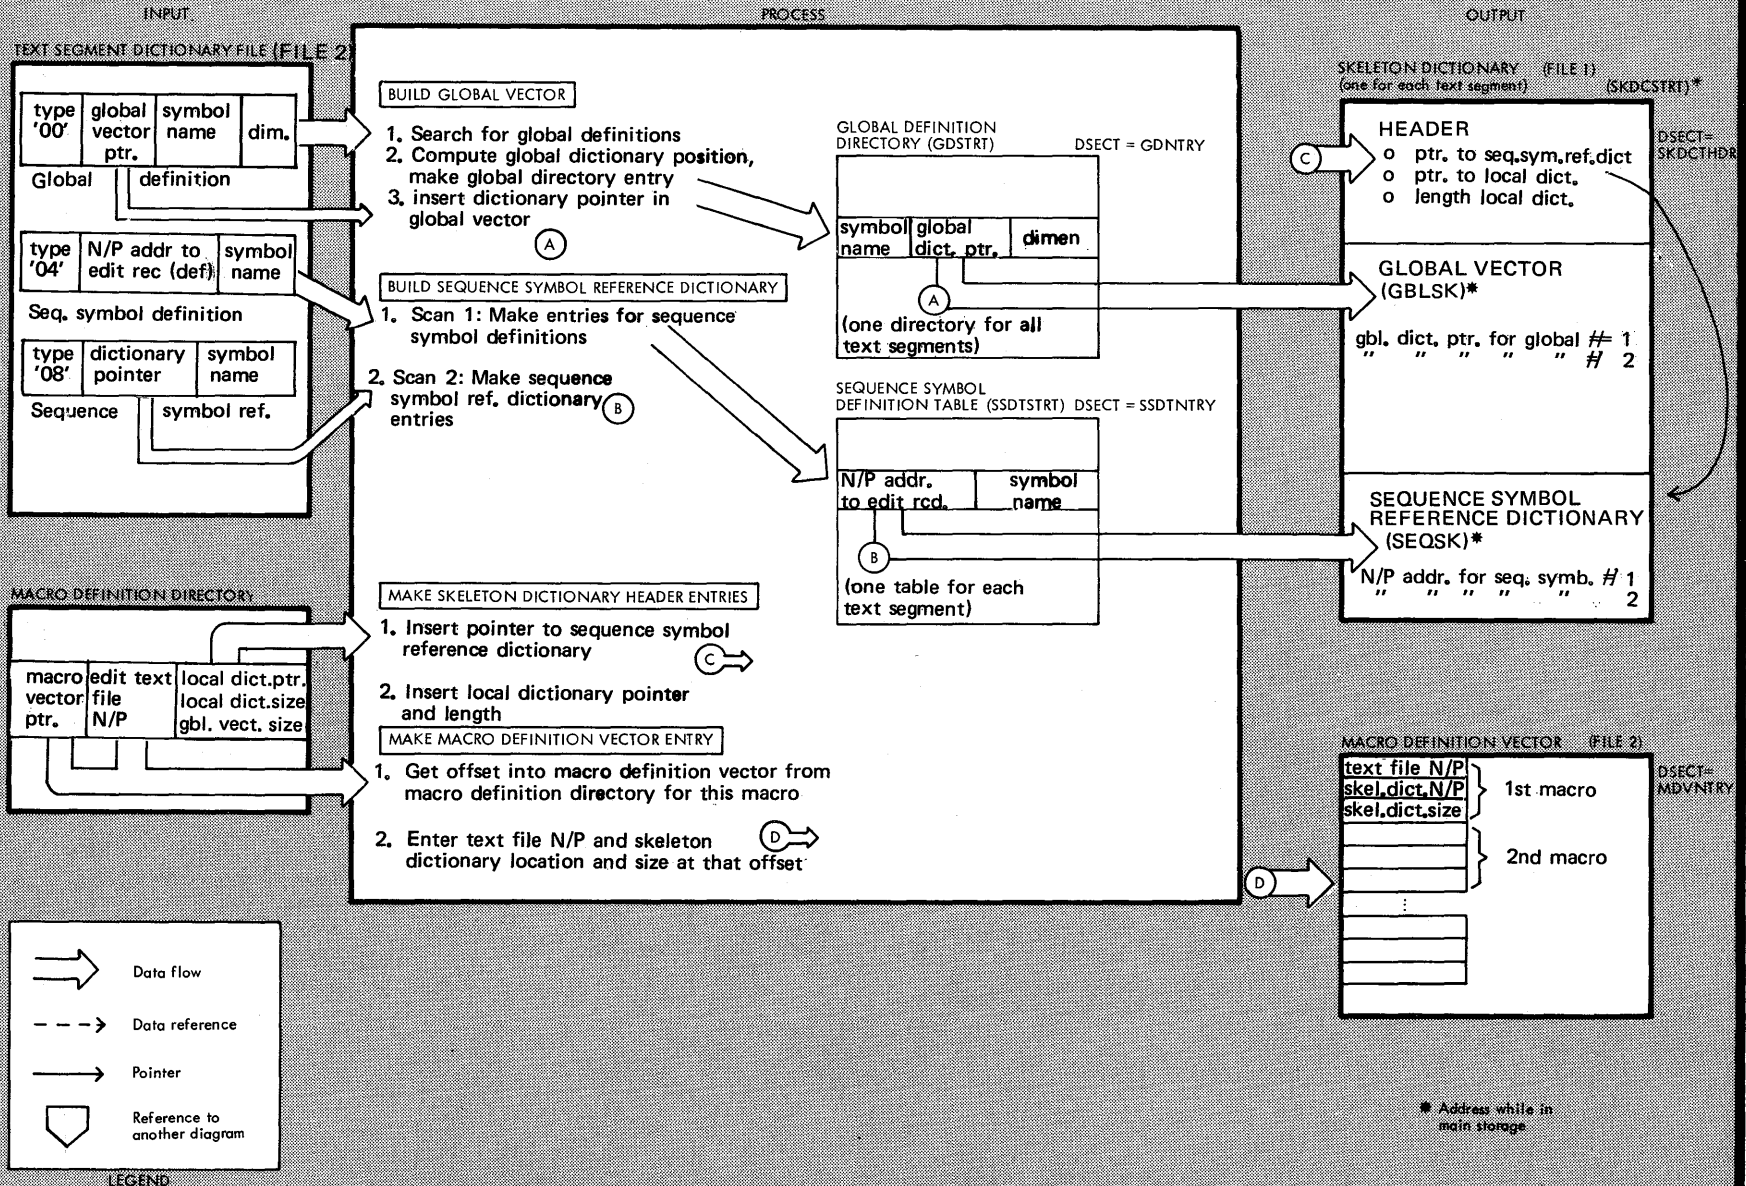 INPUT
PROCESS
OUTPUT
TEXT SEGMENT DICTIONARY FILE (FILE 2)
type '00'
global vector ptr.
symbol name
dim.
Global definition
type '04'
N/P addr to edit rec (def)
symbol name
Seq. symbol definition
type '08'
dictionary pointer
symbol name
Sequence symbol ref.
MACRO DEFINITION DIRECTORY
macro vector ptr.
edit text file N/P
local dict.ptr.
local dict.size
gbl. vect. size
BUILD GLOBAL VECTOR
1. Search for global definitions
2. Compute global dictionary position,
make global directory entry
3. insert dictionary pointer in
global vector
A
BUILD SEQUENCE SYMBOL REFERENCE DICTIONARY
1. Scan 1: Make entries for sequence
symbol definitions
2. Scan 2: Make sequence
symbol ref. dictionary
entries
B
MAKE SKELETON DICTIONARY HEADER ENTRIES
1. Insert pointer to sequence symbol
reference dictionary
C
2. Insert local dictionary pointer
and length
MAKE MACRO DEFINITION VECTOR ENTRY
1. Get offset into macro definition vector from
macro definition directory for this macro
2. Enter text file N/P and skeleton
dictionary location and size at that offset
D
GLOBAL DEFINITION
DIRECTORY (GDSTRT) DSECT = GDNTRY
symbol name
global dict. ptr.
dimen
A
(one directory for all
text segments)
SEQUENCE SYMBOL
DEFINITION TABLE (SSDTSTRT) DSECT = SSDTNTRY
N/P addr. to edit rcd.
symbol name
B
(one table for each
text segment)
SKELETON DICTIONARY (FILE 1)
(one for each text segment) (SKDCSTRT)*
C
HEADER
o ptr. to seq.sym.ref.dict
o ptr. to local dict.
o length local dict.
DSECT=
SKDCTHDR
GLOBAL VECTOR
(GBLSK)*
gbl. dict. ptr. for global # 1
" " " " " # 2
SEQUENCE SYMBOL
REFERENCE DICTIONARY
(SEQSK)*
N/P addr. for seq. symb. # 1
" " " " " 2
MACRO DEFINITION VECTOR (FILE 2)
text file N/P
skel.dict.N/P
skel.dict.size
1st macro
2nd macro
DSECT=
MDVNTRY
D
Data flow
Data reference
Pointer
Reference to
another diagram
LEGEND
* Address while in
main storage